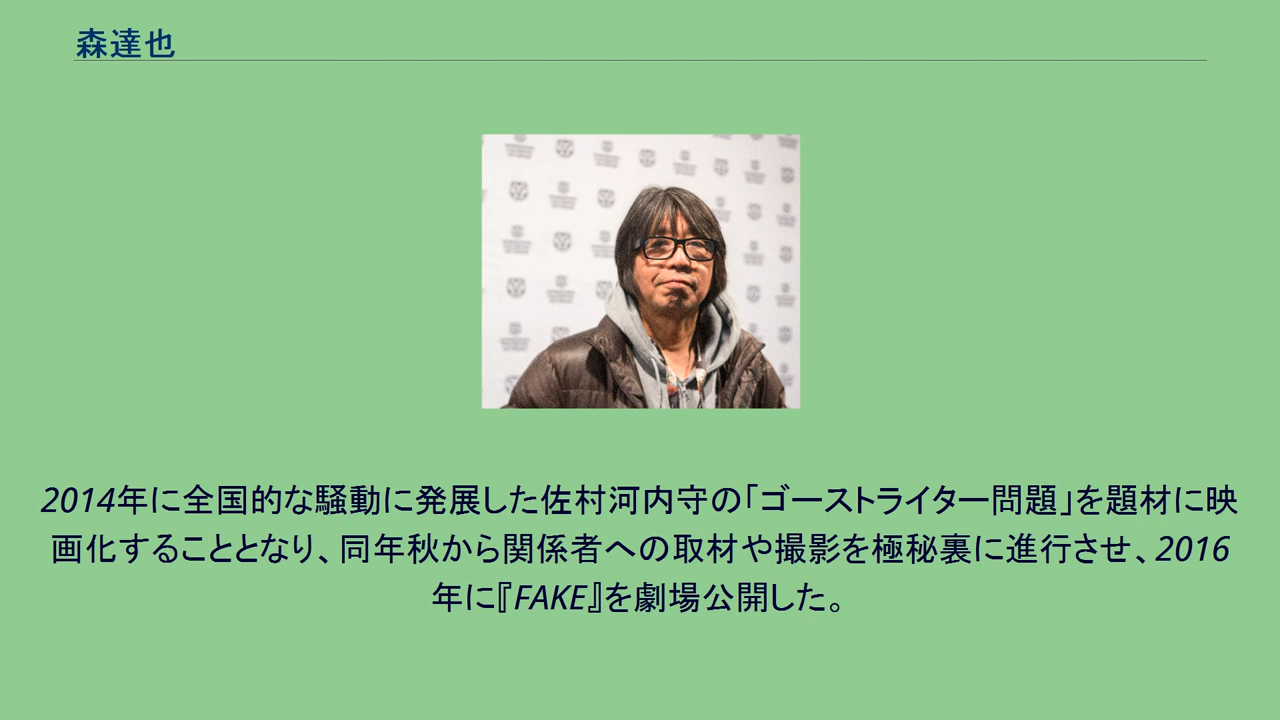 森達也
2014年に全国的な騒動に発展した佐村河内守の「ゴーストライター問題」を題材に映
画化することとなり、同年秋から関係者への取材や撮影を極秘裏に進行させ、2016
年に『FAKE』を劇場公開した。